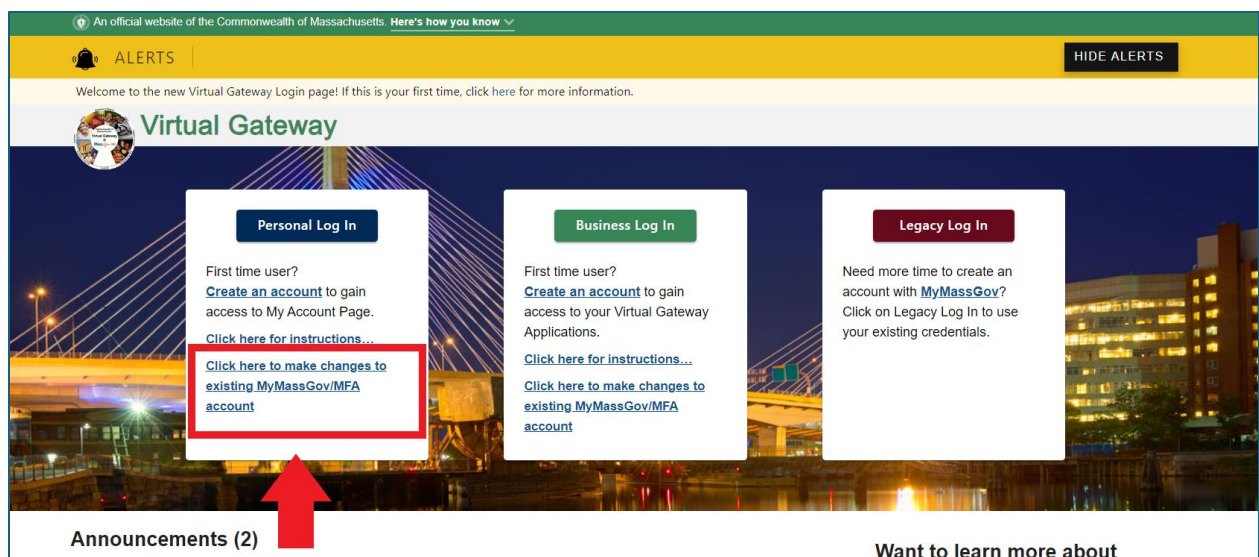 An official website of the Commonwealth of Massachusetts. Here's how you know
ALERTS
HIDE ALERTS
Welcome to the new Virtual Gateway Login page! If this is your first time, click here for more information.
Virtual Gateway
Personal Log In
First time user?
Create an account to gain
access to My Account Page.
Click here for instructions...
Click here to make changes to
existing MyMassGov/MFA
account
Business Log In
First time user?
Create an account to gain
access to your Virtual Gateway
Applications.
Click here for instructions...
Click here to make changes to
existing MyMassGov/MFA
account
Legacy Log In
Need more time to create an
account with MyMassGov?
Click on Legacy Log In to use
your existing credentials.
Announcements (2)
Want to learn more about